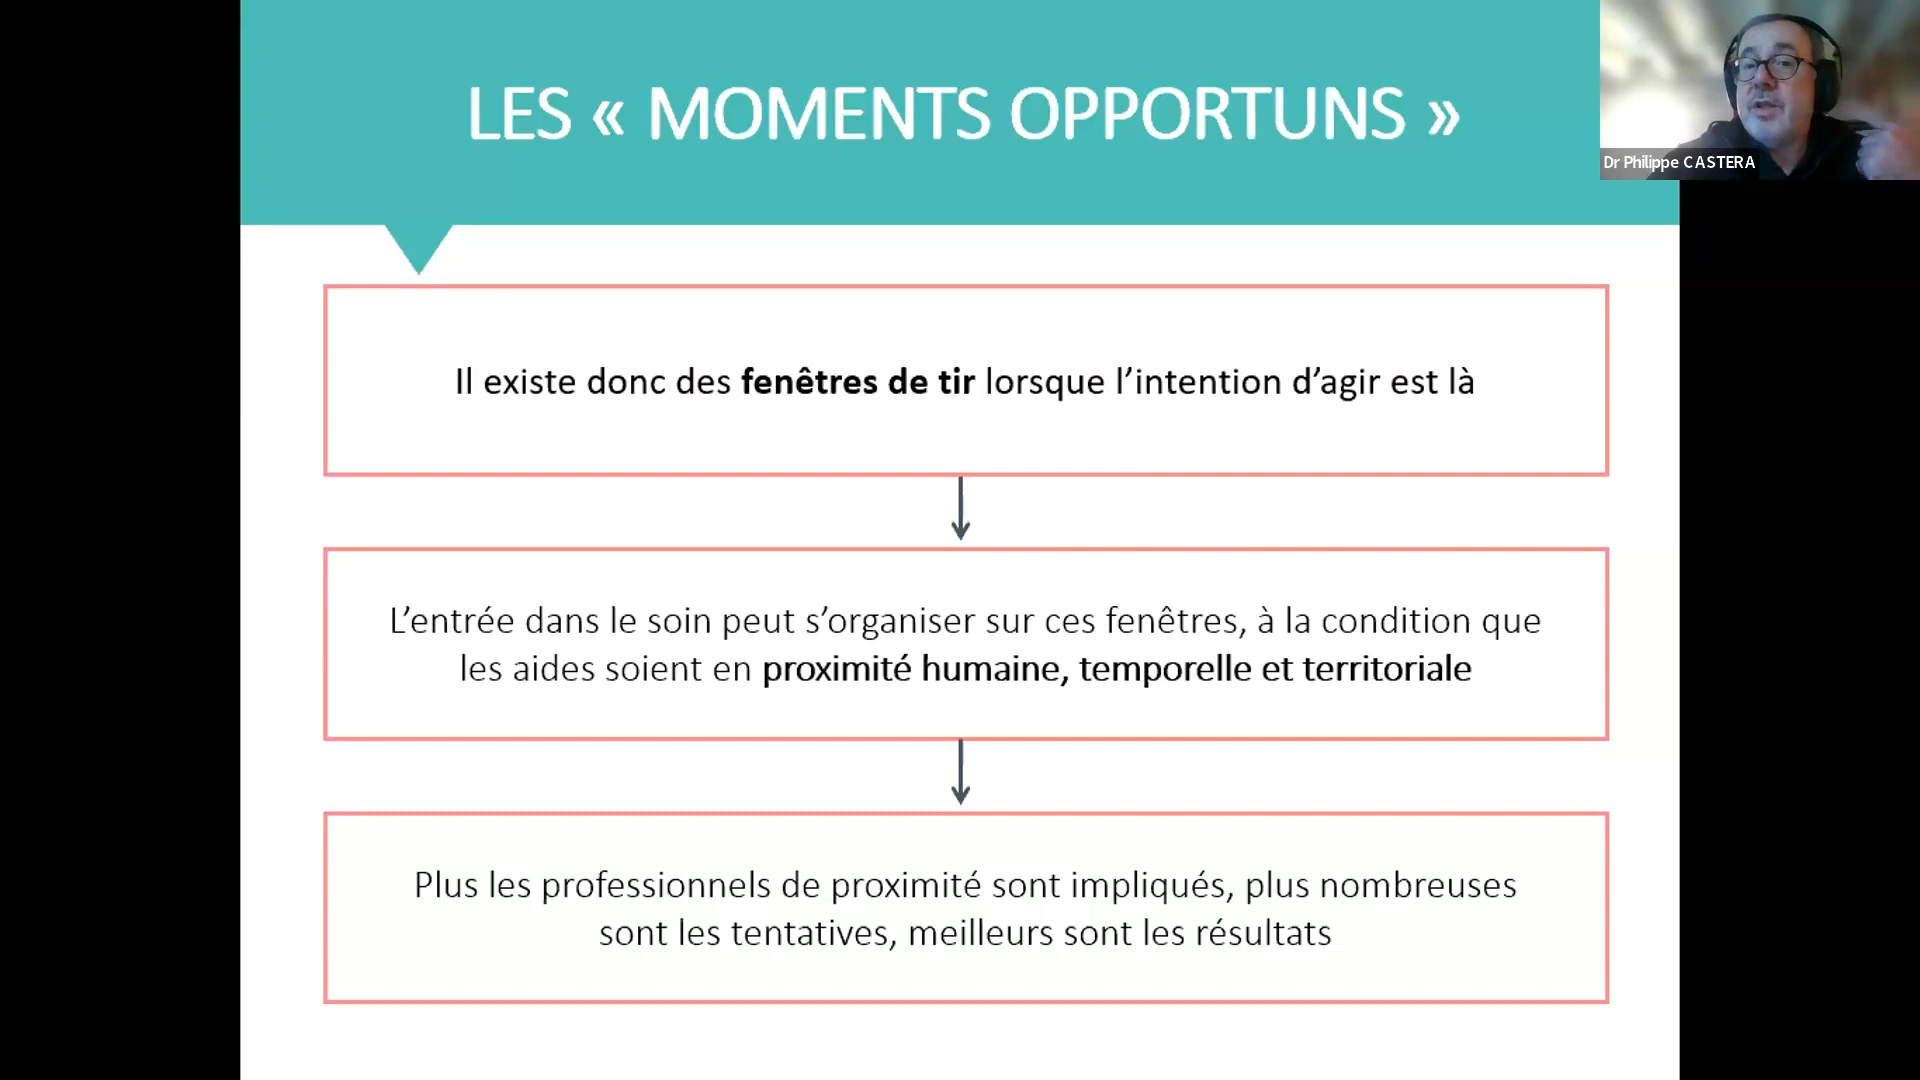 LES « MOMENTS OPPORTUNS »
Dr Philippe CASTERA
Il existe donc des fenêtres de tir lorsque l’intention d’agir est là
L’entrée dans le soin peut s’organiser sur ces fenêtres, à la condition que
les aides soient en proximité humaine, temporelle et territoriale
Plus les professionnels de proximité sont impliqués, plus nombreuses
sont les tentatives, meilleurs sont les résultats